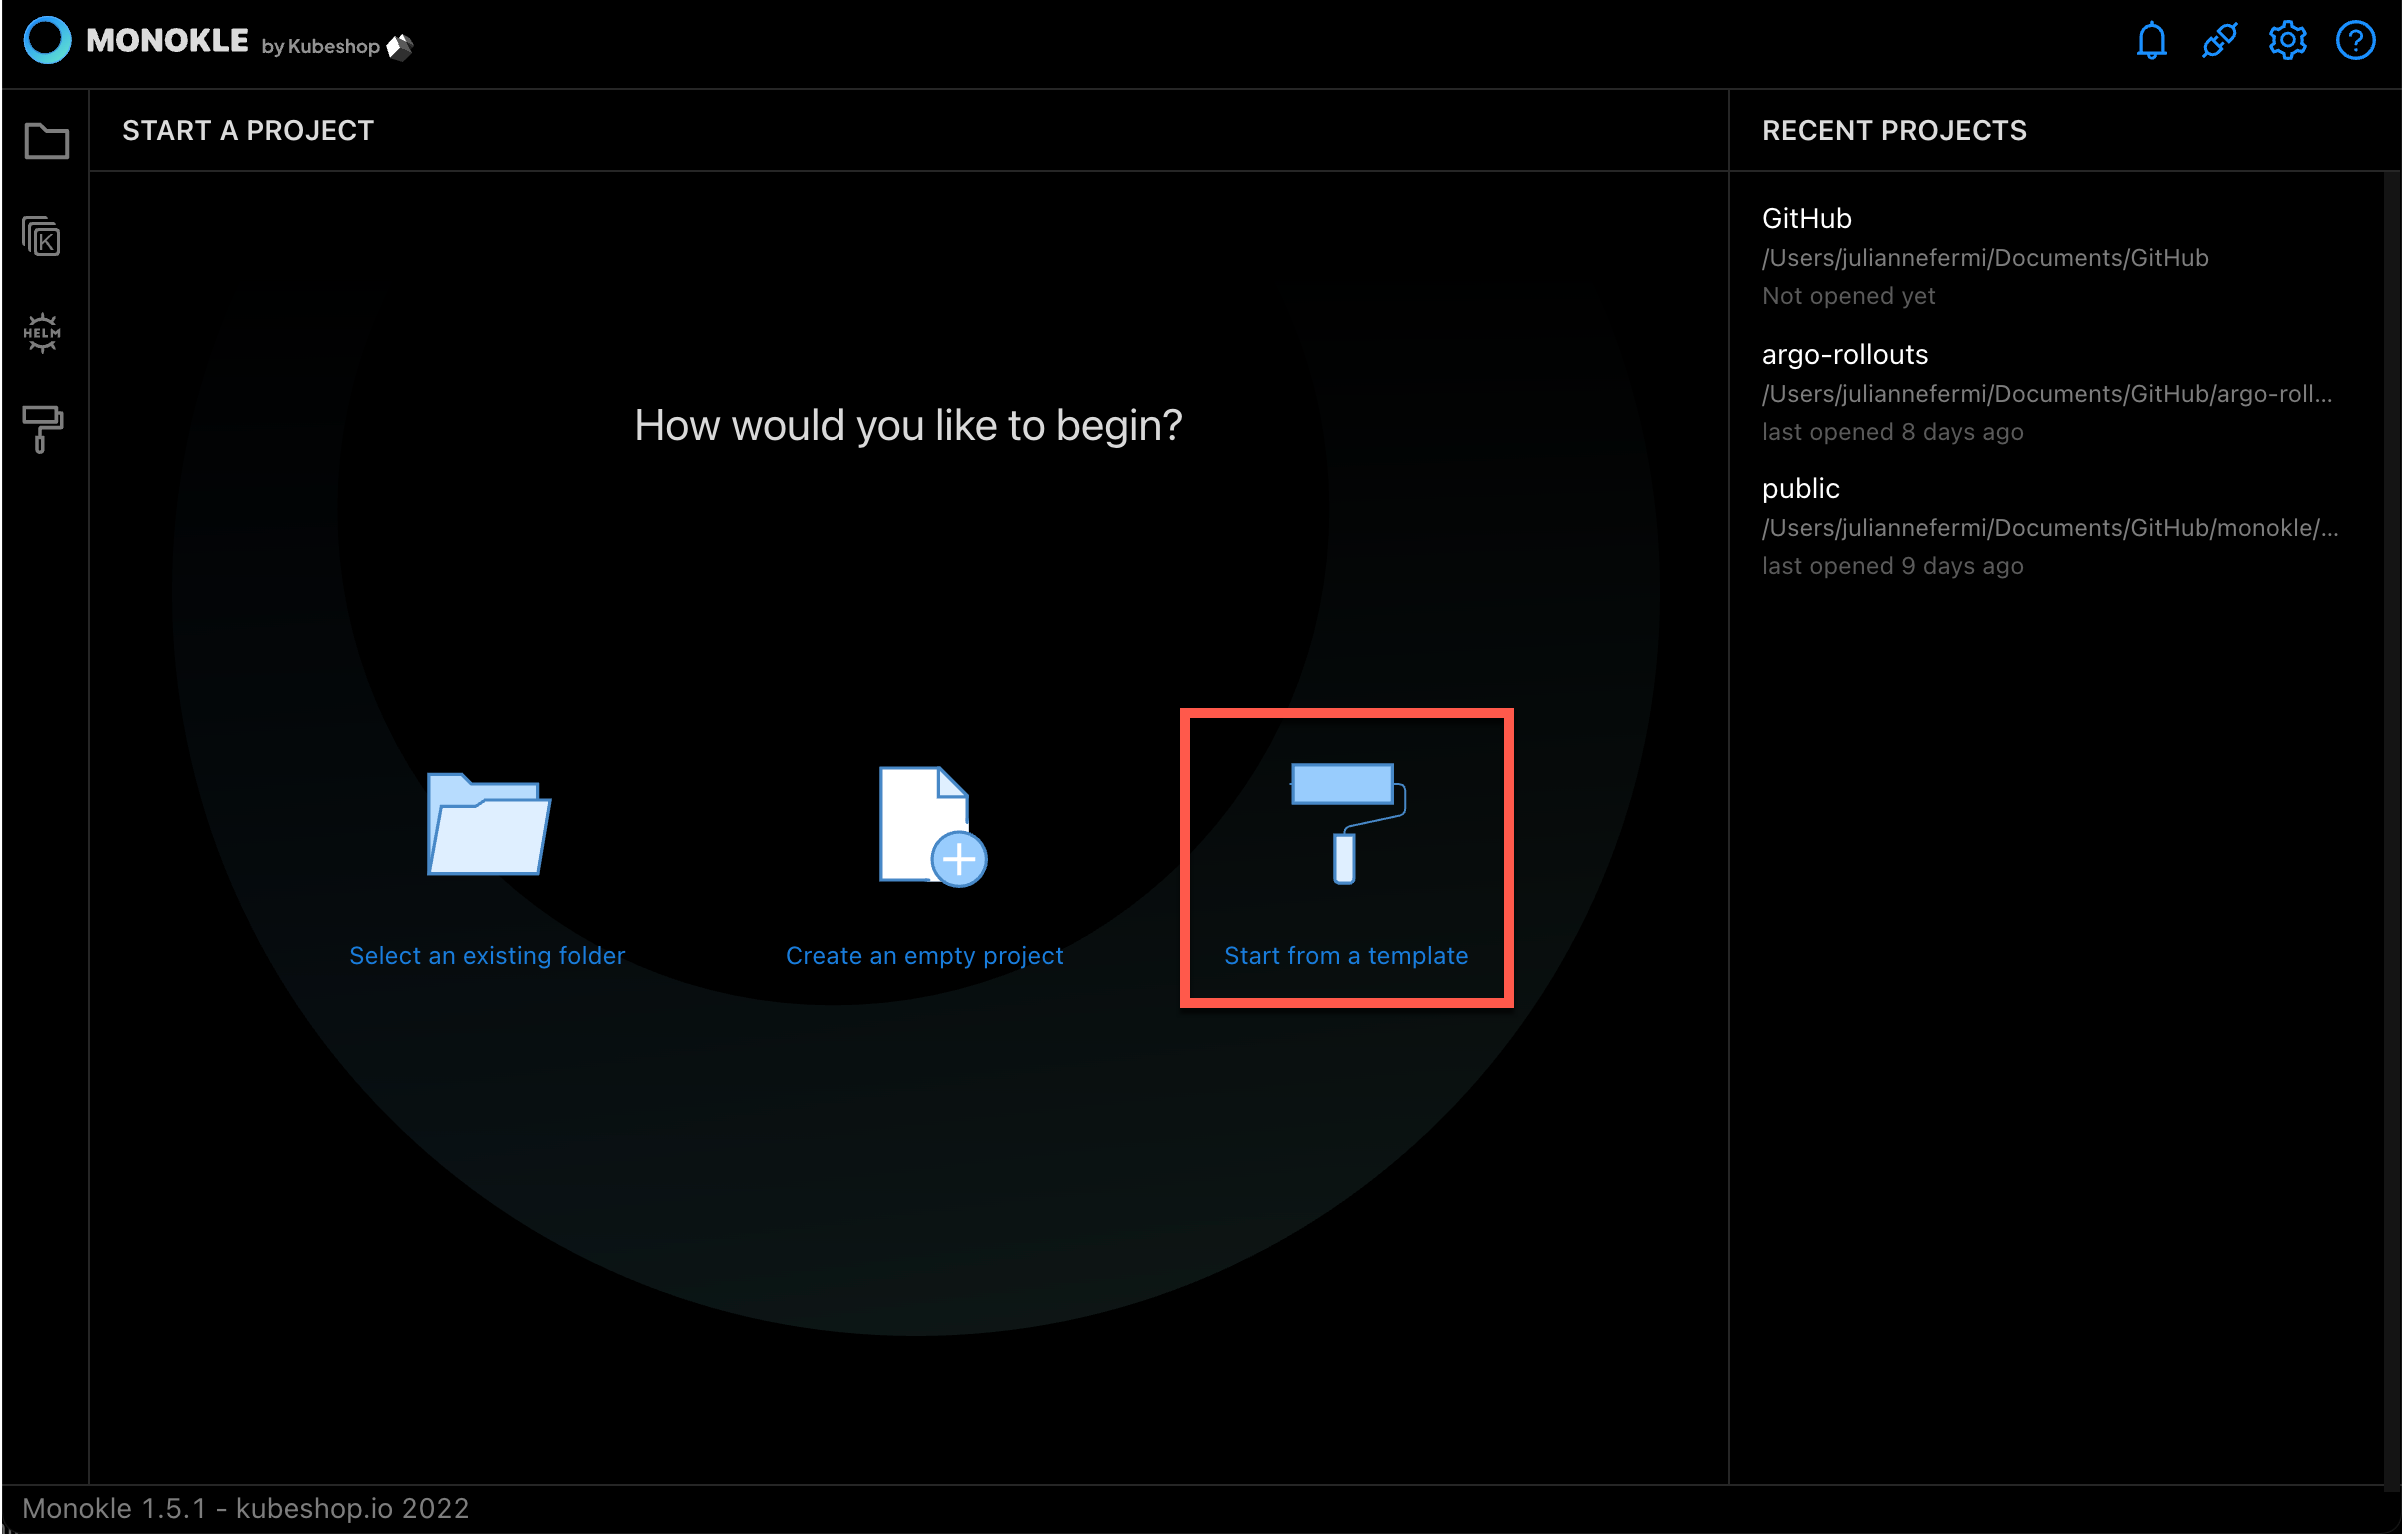 MONOKLE by Kubeshop
START A PROJECT
RECENT PROJECTS
K
HELM
How would you like to begin?
Select an existing folder
Create an empty project
Start from a template
GitHub
/Users/juliannefermi/Documents/GitHub
Not opened yet
argo-rollouts
/Users/juliannefermi/Documents/GitHub/argo-roll...
last opened 8 days ago
public
/Users/juliannefermi/Documents/GitHub/monokle/...
last opened 9 days ago
Monokle 1.5.1 - kubeshop.io 2022